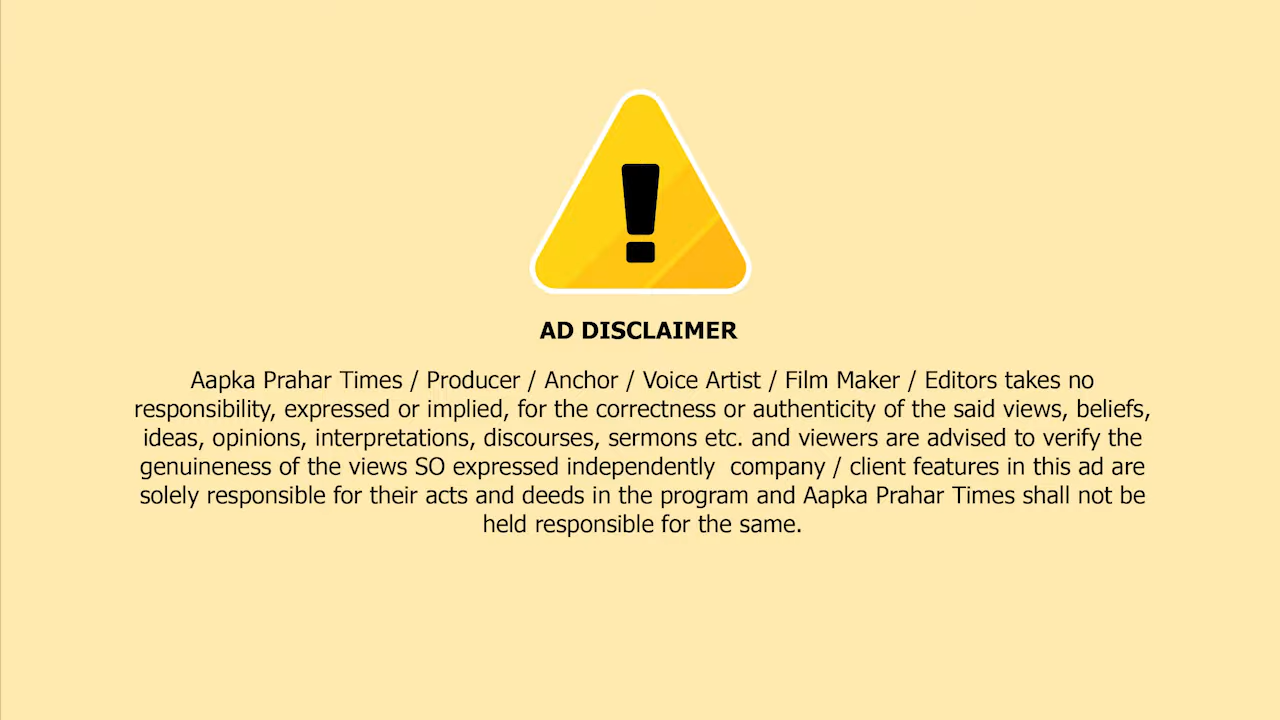 AD DISCLAIMER
Aapka Prahar Times / Producer / Anchor / Voice Artist / Film Maker / Editors takes no
responsibility, expressed or implied, for the correctness or authenticity of the said views, beliefs,
ideas, opinions, interpretations, discourses, sermons etc. and viewers are advised to verify the
genuineness of the views SO expressed independently  company / client features in this ad are
solely responsible for their acts and deeds in the program and Aapka Prahar Times shall not be
held responsible for the same.